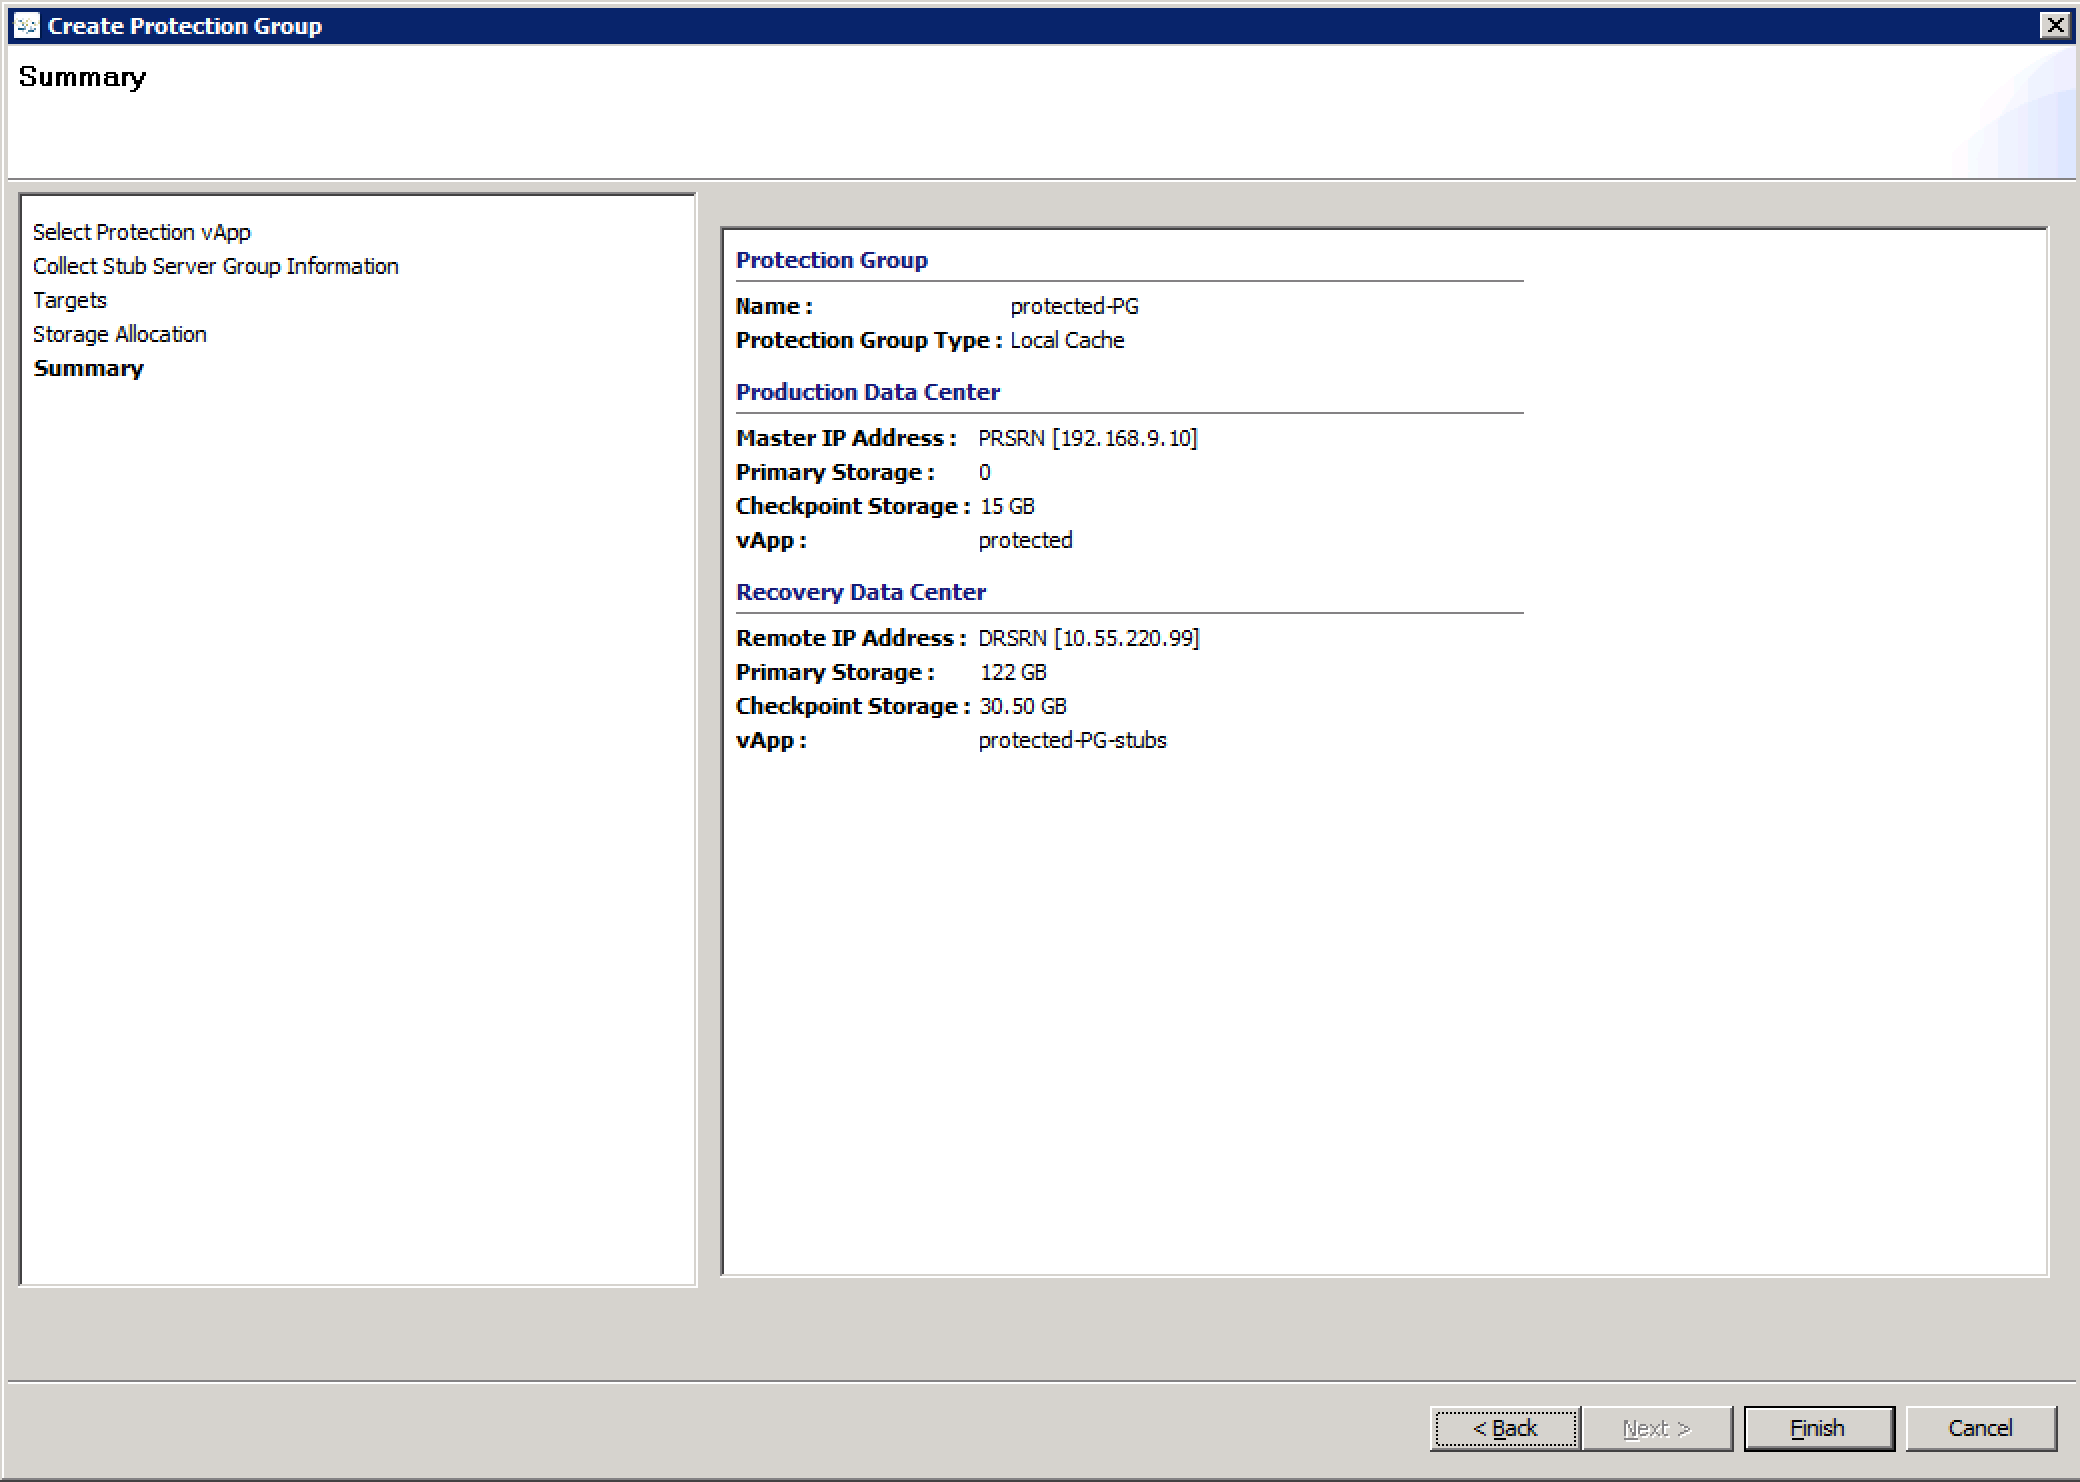 Create Protection Group
Summary
Select Protection vApp
Collect Stub Server Group Information
Targets
Storage Allocation
Summary
Protection Group
Name : protected-PG
Protection Group Type : Local Cache
Production Data Center
Master IP Address : PRSRN [192.168.9.10]
Primary Storage : 0
Checkpoint Storage : 15 GB
vApp : protected
Recovery Data Center
Remote IP Address : DRSRN [10.55.220.99]
Primary Storage : 122 GB
Checkpoint Storage : 30.50 GB
vApp : protected-PG-stubs
< Back Next > Finish Cancel